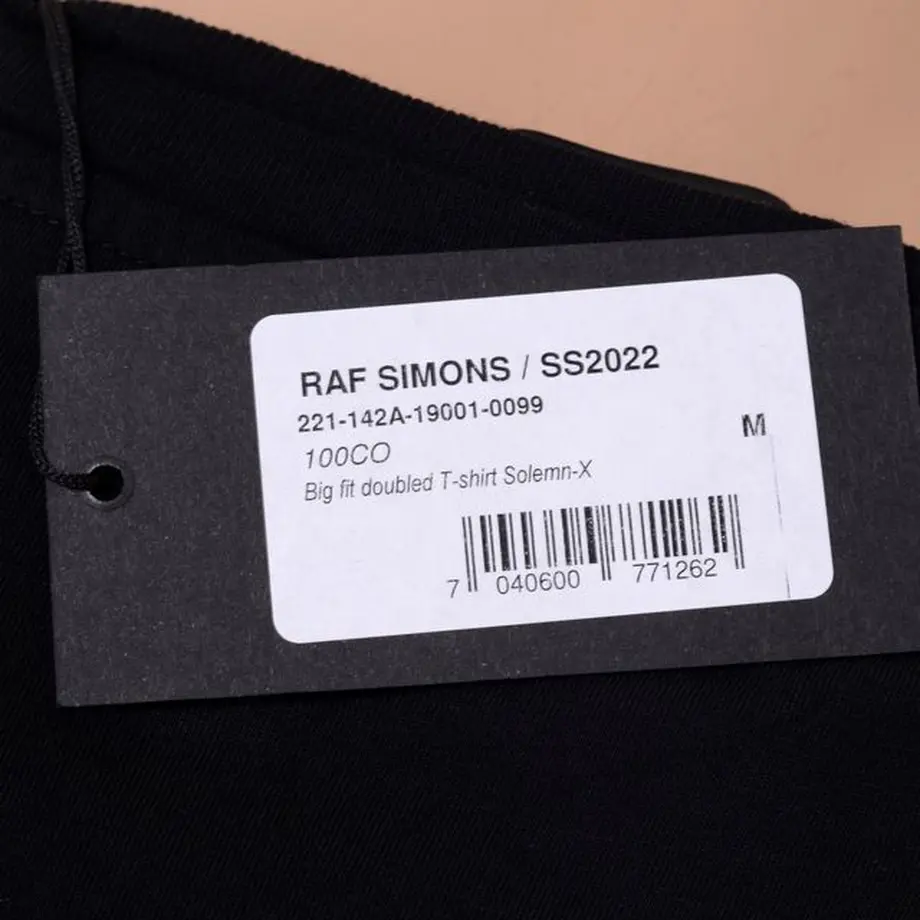 RAF SIMONS / SS2022
221-142A-19001-0099
M
100CO
Big fit doubled T-shirt Solemn-X
7 040600 771262